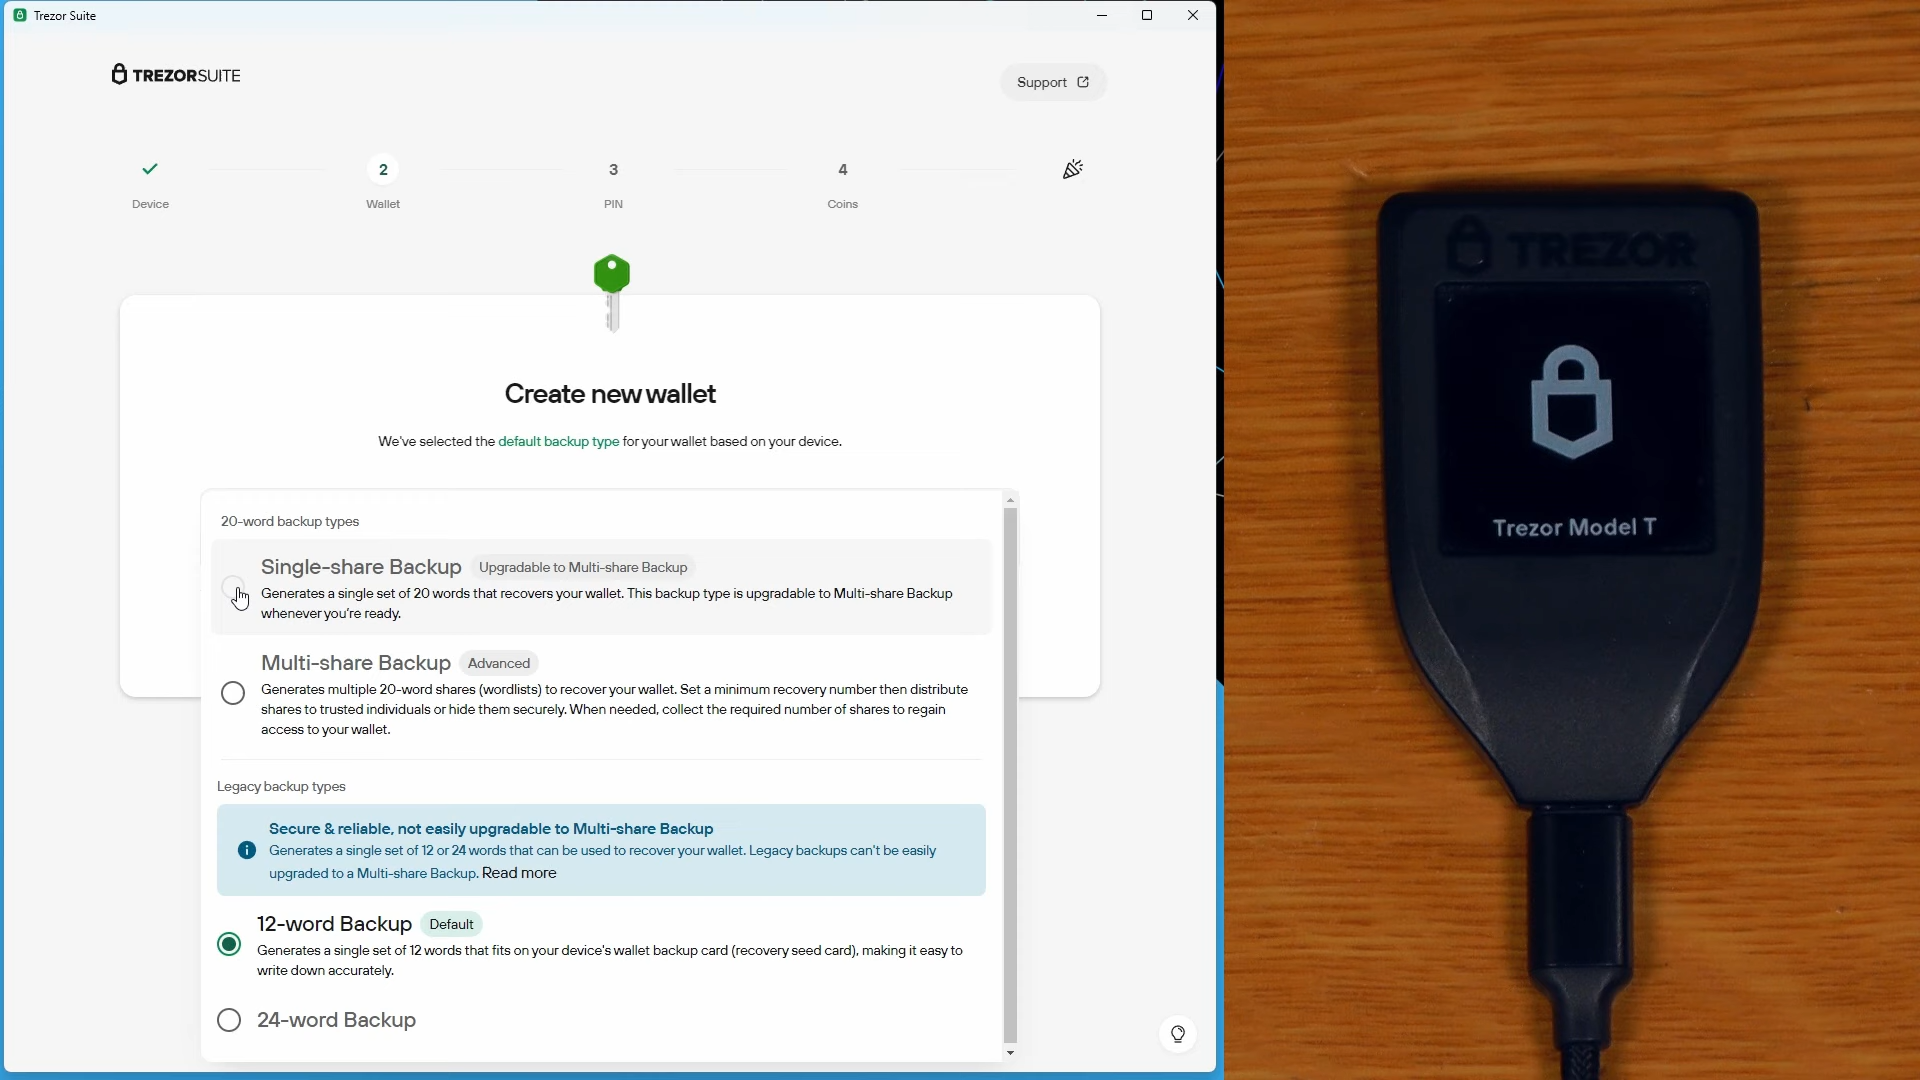 Trezor Suite
TREZORSUITE
Support
2
3
4
Device
Wallet
PIN
Coins
Create new wallet
We've selected the default backup type for your wallet based on your device.
20-word backup types
Single-share Backup Upgradable to Multi-share Backup
Generates a single set of 20 words that recovers your wallet. This backup type is upgradable to Multi-share Backup
whenever you're ready.
Multi-share Backup Advanced
Generates multiple 20-word shares (wordlists) to recover your wallet. Set a minimum recovery number then distribute
shares to trusted individuals or hide them securely. When needed, collect the required number of shares to regain
access to your wallet.
Legacy backup types
Secure & reliable, not easily upgradable to Multi-share Backup
Generates a single set of 12 or 24 words that can be used to recover your wallet. Legacy backups can't be easily
upgraded to a Multi-share Backup. Read more
12-word Backup Default
Generates a single set of 12 words that fits on your device's wallet backup card (recovery seed card), making it easy to
write down accurately.
24-word Backup
TREZOR
Trezor Model T